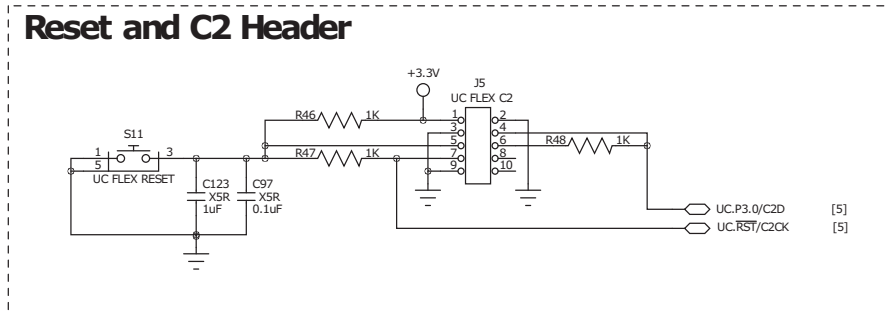 Reset and C2 Header
+3.3V
J5
UC FLEX C2
R46 1K
1 2
3 4
5 6
7 8
9 10
R48 1K
R47 1K
S11
1 3
5
UC FLEX RESET
C123
X5R
1uF
C97
X5R
0.1uF
UC.P3.0/C2D [5]
UC.RST/C2CK [5]